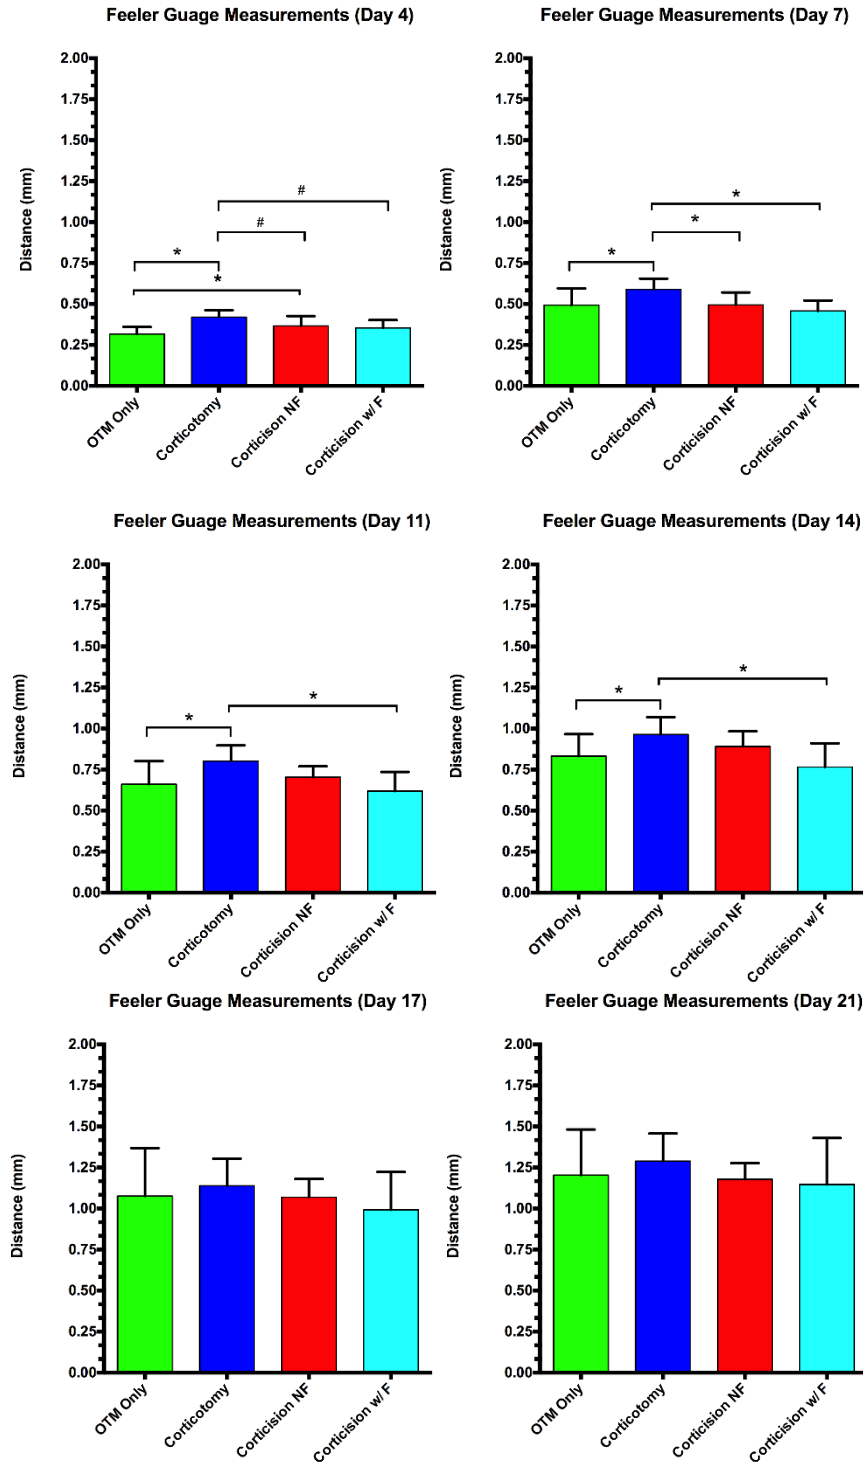 Feeler Guage Measurements (Day 4)
2.00
1.75
1.50
1.25
1.00
0.75
0.50
0.25
0.00
Distance (mm)
#
#
*
*
OTM Only
Corticotomy
Corticison NF
Corticision w/ F
Feeler Guage Measurements (Day 7)
2.00
1.75
1.50
1.25
1.00
0.75
0.50
0.25
0.00
Distance (mm)
*
*
*
OTM Only
Corticotomy
Corticision NF
Corticision w/ F
Feeler Guage Measurements (Day 11)
2.00
1.75
1.50
1.25
1.00
0.75
0.50
0.25
0.00
Distance (mm)
*
*
OTM Only
Corticotomy
Corticision NF
Corticision w/ F
Feeler Guage Measurements (Day 14)
2.00
1.75
1.50
1.25
1.00
0.75
0.50
0.25
0.00
Distance (mm)
*
*
OTM Only
Corticotomy
Corticision NF
Corticision w/ F
Feeler Guage Measurements (Day 17)
2.00
1.75
1.50
1.25
1.00
0.75
0.50
0.25
0.00
Distance (mm)
OTM Only
Corticotomy
Corticision NF
Corticision w/ F
Feeler Guage Measurements (Day 21)
2.00
1.75
1.50
1.25
1.00
0.75
0.50
0.25
0.00
Distance (mm)
OTM Only
Corticotomy
Corticision NF
Corticision w/ F